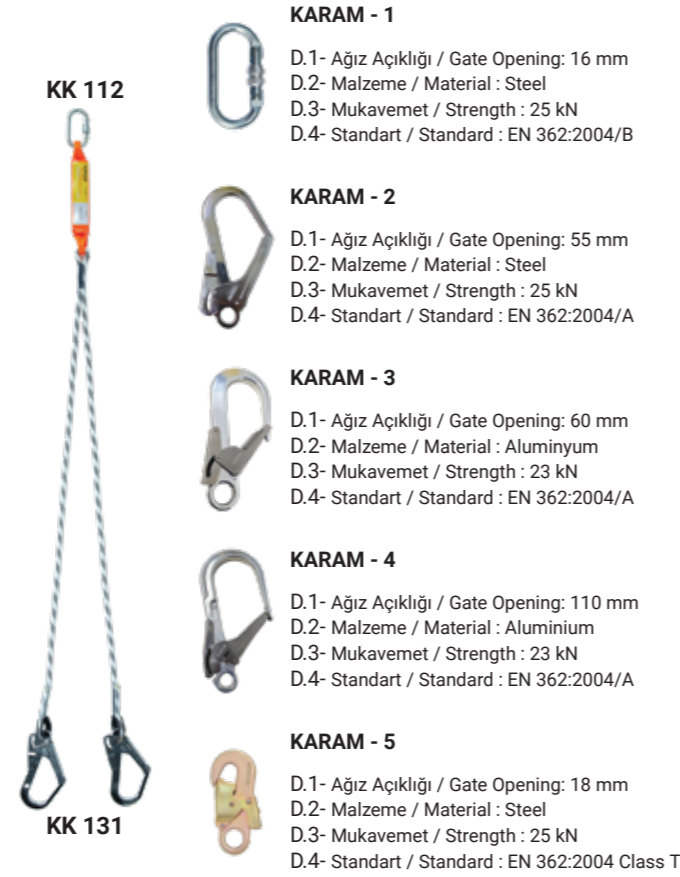 KK 112
KK 131
KARAM - 1
D.1- Ağız Açıklığı / Gate Opening: 16 mm
D.2- Malzeme / Material : Steel
D.3- Mukavemet / Strength : 25 kN
D.4- Standart / Standard : EN 362:2004/B
KARAM - 2
D.1- Ağız Açıklığı / Gate Opening: 55 mm
D.2- Malzeme / Material : Steel
D.3- Mukavemet / Strength : 25 kN
D.4- Standart / Standard : EN 362:2004/A
KARAM - 3
D.1- Ağız Açıklığı / Gate Opening: 60 mm
D.2- Malzeme / Material : Aluminyum
D.3- Mukavemet / Strength : 23 kN
D.4- Standart / Standard : EN 362:2004/A
KARAM - 4
D.1- Ağız Açıklığı / Gate Opening: 110 mm
D.2- Malzeme / Material : Aluminium
D.3- Mukavemet / Strength : 23 kN
D.4- Standart / Standard : EN 362:2004/A
KARAM - 5
D.1- Ağız Açıklığı / Gate Opening: 18 mm
D.2- Malzeme / Material : Steel
D.3- Mukavemet / Strength : 25 kN
D.4- Standart / Standard : EN 362:2004 Class T